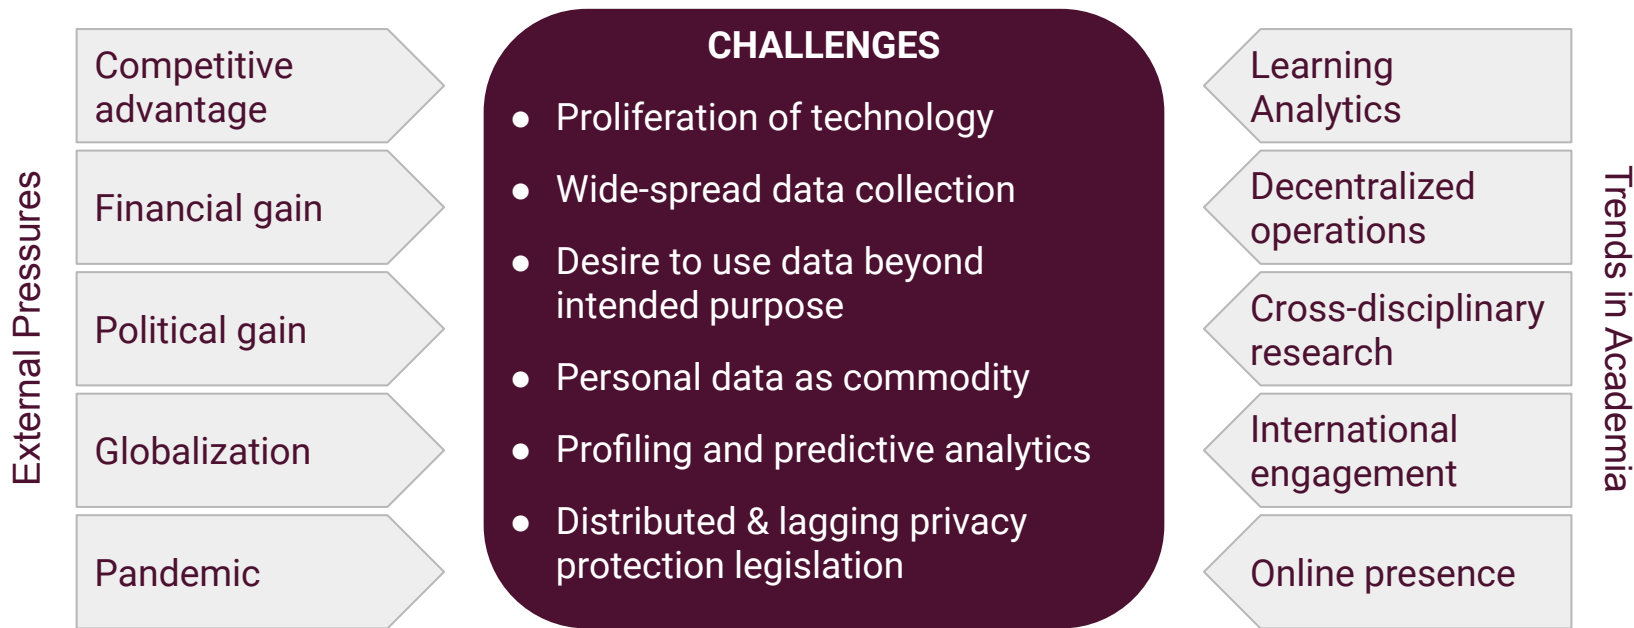 External Pressures
Competitive
advantage
Financial gain
Political gain
Globalization
Pandemic
CHALLENGES
● Proliferation of technology
● Wide-spread data collection
● Desire to use data beyond
intended purpose
● Personal data as commodity
● Profiling and predictive analytics
● Distributed & lagging privacy
protection legislation
Learning
Analytics
Decentralized
operations
Cross-disciplinary
research
International
engagement
Online presence
Trends in Academia